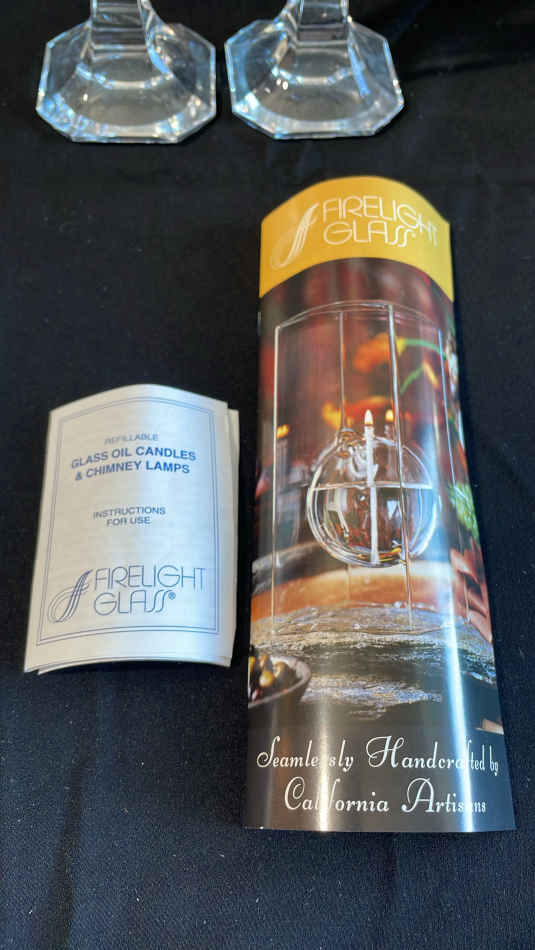 FIRELIGHT
GLASS
REFILLABLE
GLASS OIL CANDLES
& CHIMNEY LAMPS
INSTRUCTIONS
FOR USE
FIRELIGHT
GLASS®
Seamlessly Handcrafted by
California Artisans